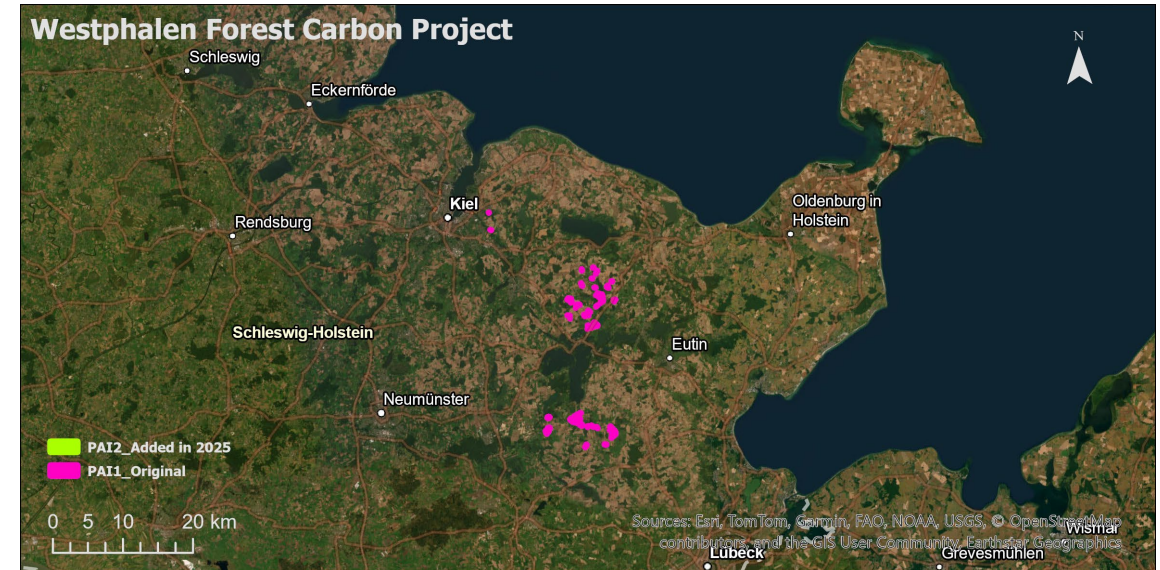 Westphalen Forest Carbon Project
N
Schleswig
Eckernförde
Kiel
Oldenburg in
Holstein
Rendsburg
Schleswig-Holstein
Eutin
Neumünster
PAI2_Added in 2025
PAI1_Original
0 5 10 20 km
Sources: Esri, TomTom, Garmin, FAO, NOAA, USGS, © OpenStreetMap
contributors, and the GIS User Community, Earthstar Geographics
Wismar
Lübeck
Grevesmühlen